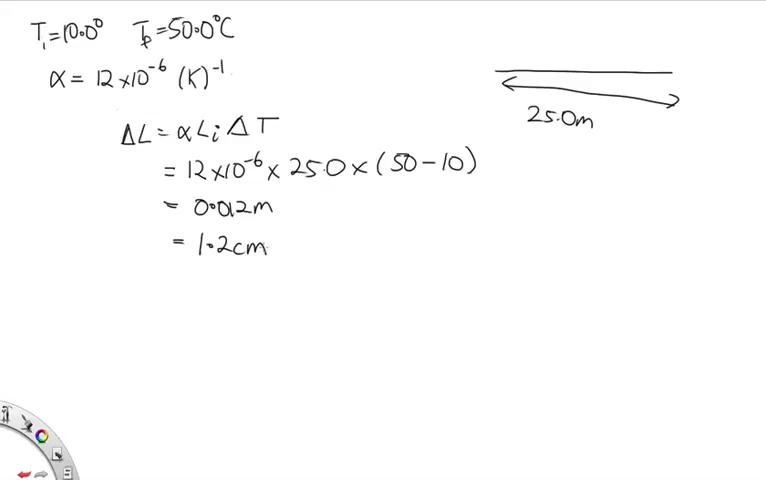 T₁=10.0° T₂=50.0°C
α = 12×10⁻⁶ (K)⁻¹
25.0m
ΔL = αLᵢΔT
= 12×10⁻⁶ × 25.0 × (50-10)
= 0.012m
= 1.2cm